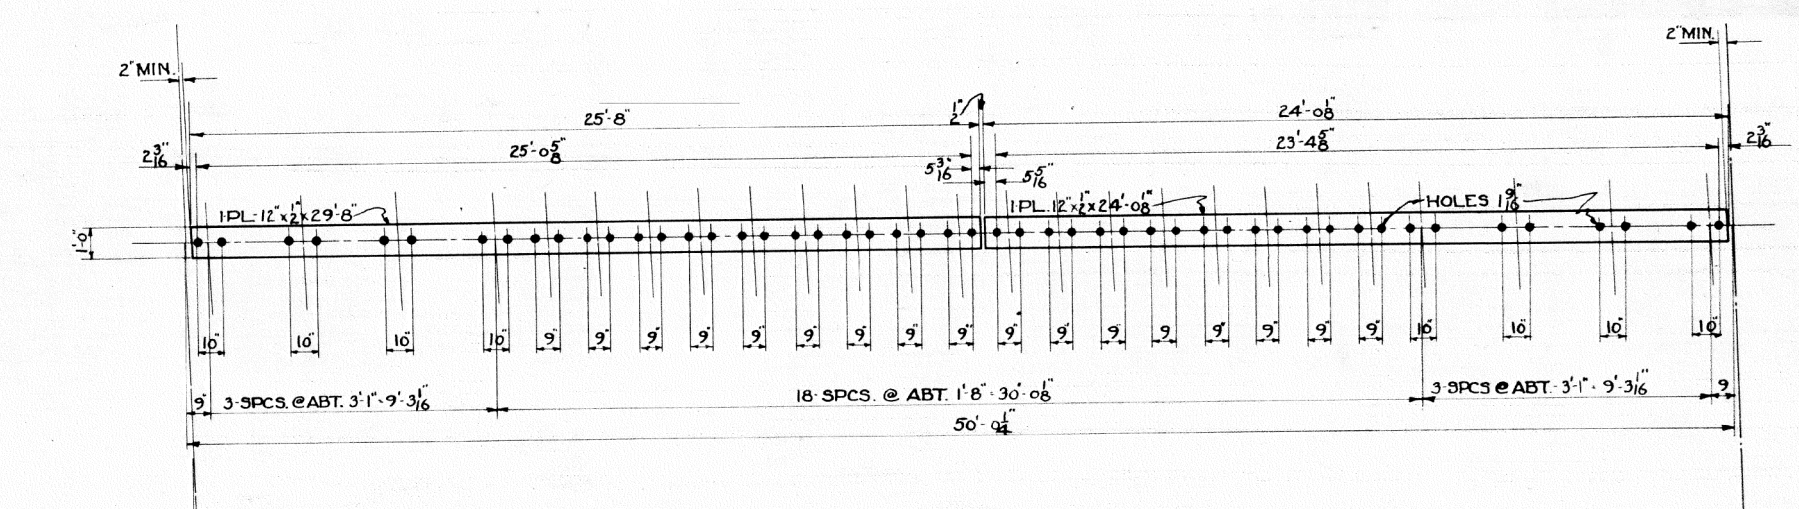 2" MIN.
2" MIN.
25'-8"
1/2"
24'-0 1/8"
2 3/16"
25'-0 5/8"
5 3/16"
5 5/16"
23'-4 5/8"
2 3/16"
1-PL-12"x1/2"x29'-8"
1 PL. 12"x1/2"x24'-0 1/8"
HOLES 1 9/16"
1'-0"
10" 10" 10" 10" 9" 9" 9" 9" 9" 9" 9" 9" 9" 9" 9" 9" 9" 9" 9" 9" 9" 10" 10" 10" 10"
9" 3-SPCS. @ ABT. 3'-1" = 9'-3 1/16" 18-SPCS. @ ABT. 1'-8" = 30'-0 1/8" 3-SPCS @ ABT. 3'-1" = 9'-3 1/16" 9
50'-0 1/4"